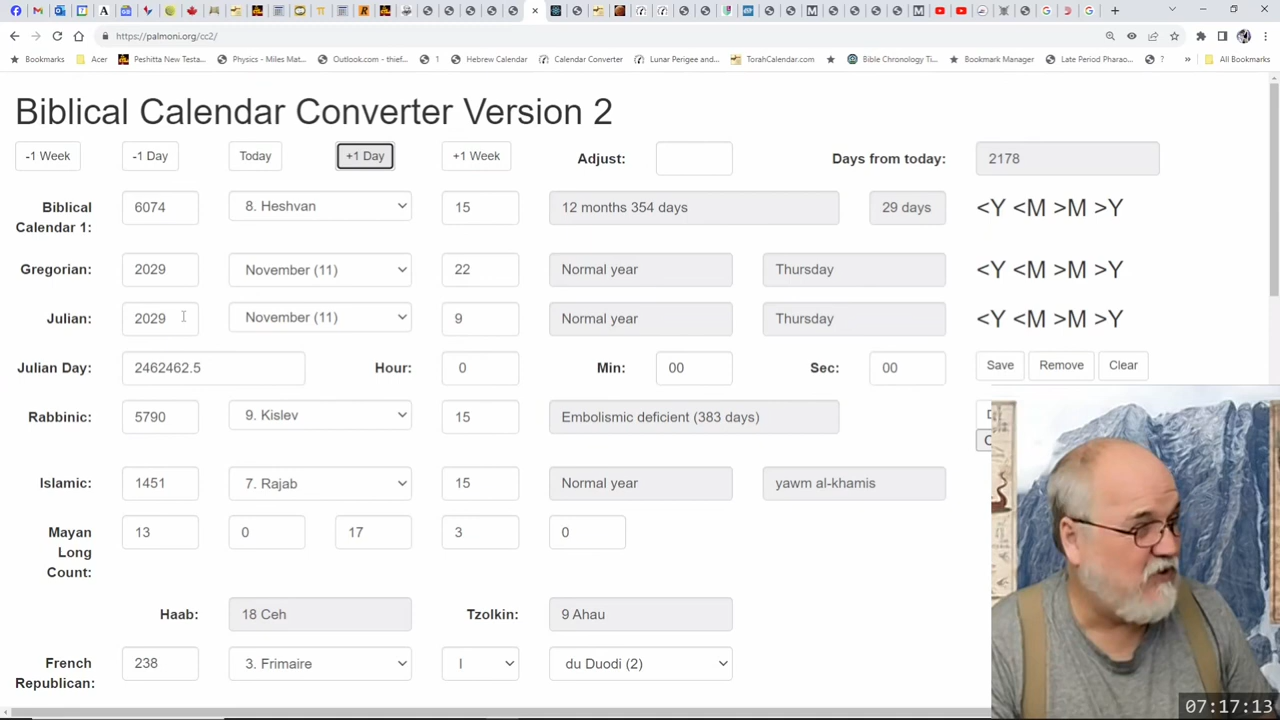 https://palmoni.org/cc2/
Bookmarks Acer Peshitta New Testa... Physics - Miles Mat... Outlook.com - thief... 1 Hebrew Calendar Calendar Converter Lunar Perigee and... TorahCalendar.com Bible Chronology Ti... Bookmark Manager Late Period Pharao... ? » All Bookmarks
Biblical Calendar Converter Version 2
-1 Week -1 Day Today +1 Day +1 Week Adjust: Days from today: 2178
Biblical Calendar 1: 6074 8. Heshvan 15 12 months 354 days 29 days <Y <M >M >Y
Gregorian: 2029 November (11) 22 Normal year Thursday <Y <M >M >Y
Julian: 2029 November (11) 9 Normal year Thursday <Y <M >M >Y
Julian Day: 2462462.5 Hour: 0 Min: 00 Sec: 00 Save Remove Clear
Rabbinic: 5790 9. Kislev 15 Embolismic deficient (383 days)
Islamic: 1451 7. Rajab 15 Normal year yawm al-khamis
Mayan Long Count: 13 0 17 3 0
Haab: 18 Ceh Tzolkin: 9 Ahau
French Republican: 238 3. Frimaire I du Duodi (2)
07:17:13